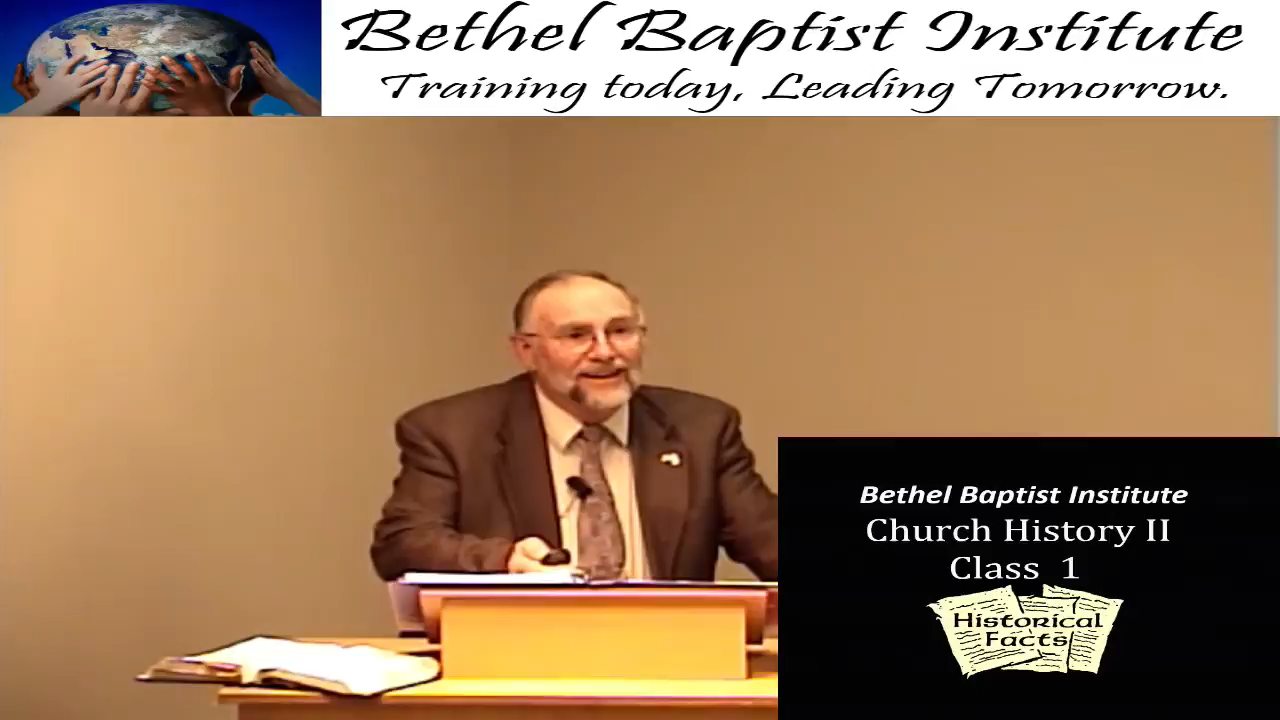 Bethel Baptist Institute
Training today, Leading Tomorrow.
Bethel Baptist Institute
Church History II
Class 1
Historical
Facts